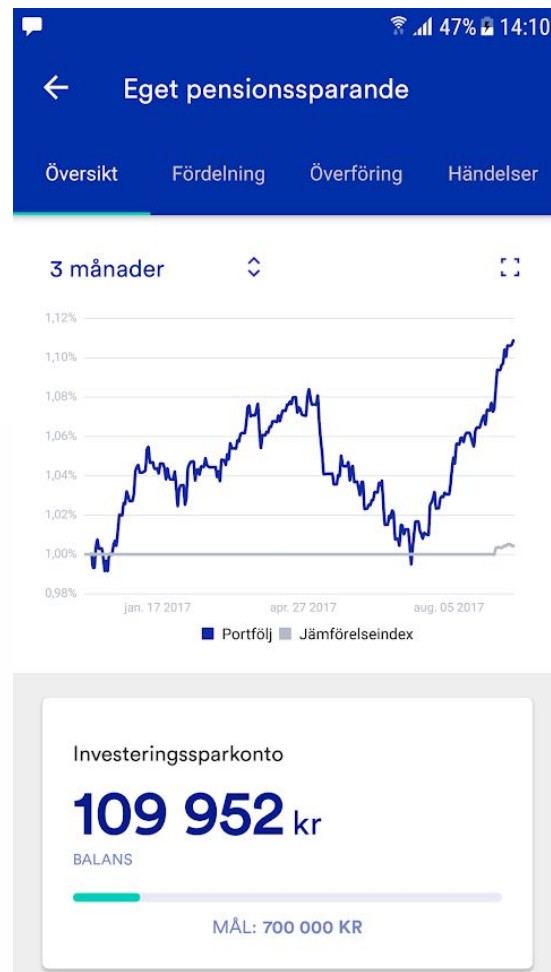 47% 14:10
Eget pensionssparande
Översikt Fördelning Överföring Händelser
3 månader
1,12%
1,10%
1,08%
1,06%
1,04%
1,02%
1,00%
0,98%
jan. 17 2017 apr. 27 2017 aug. 05 2017
Portfölj Jämförelseindex
Investeringssparkonto
109 952 kr
BALANS
MÅL: 700 000 KR